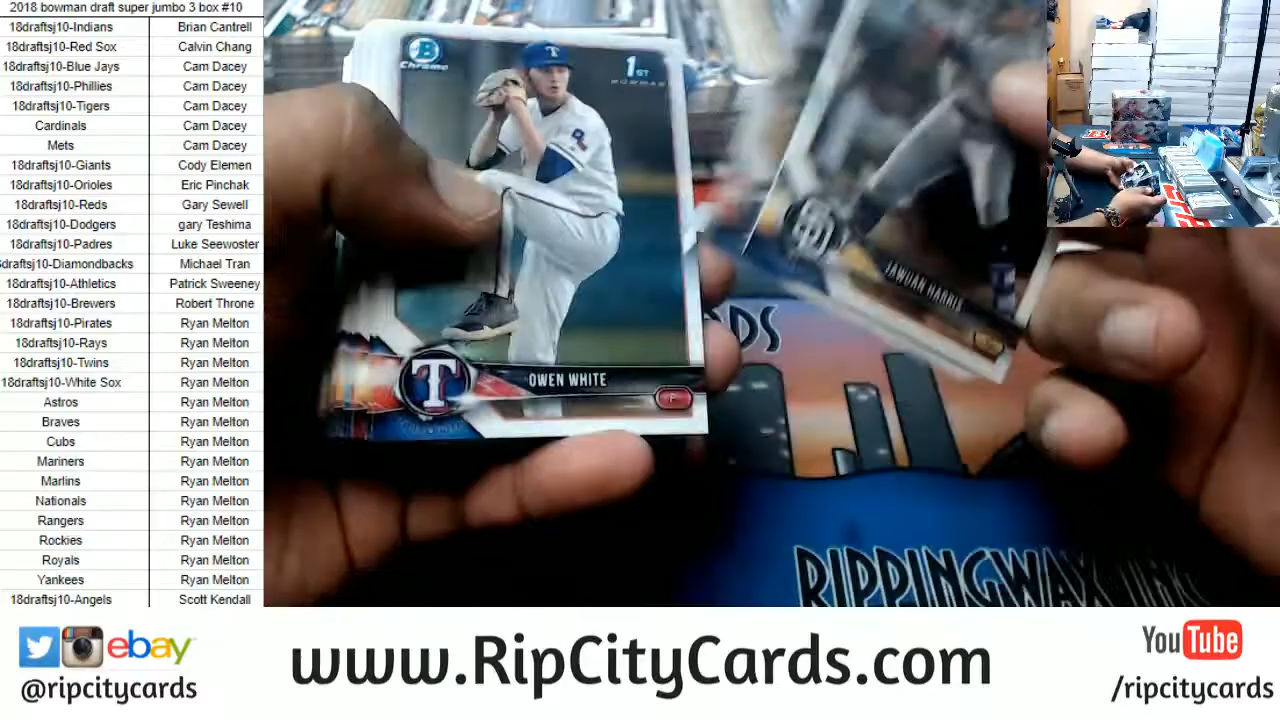 2018 bowman draft super jumbo 3 box #10
18draftsj10-Indians Brian Cantrell
18draftsj10-Red Sox Calvin Chang
18draftsj10-Blue Jays Cam Dacey
18draftsj10-Phillies Cam Dacey
18draftsj10-Tigers Cam Dacey
Cardinals Cam Dacey
Mets Cam Dacey
18draftsj10-Giants Cody Elemen
18draftsj10-Orioles Eric Pinchak
18draftsj10-Reds Gary Sewell
18draftsj10-Dodgers gary Teshima
18draftsj10-Padres Luke Seewoster
draftsj10-Diamondbacks Michael Tran
18draftsj10-Athletics Patrick Sweeney
18draftsj10-Brewers Robert Throne
18draftsj10-Pirates Ryan Melton
18draftsj10-Rays Ryan Melton
18draftsj10-Twins Ryan Melton
18draftsj10-White Sox Ryan Melton
Astros Ryan Melton
Braves Ryan Melton
Cubs Ryan Melton
Mariners Ryan Melton
Marlins Ryan Melton
Nationals Ryan Melton
Rangers Ryan Melton
Rockies Ryan Melton
Royals Ryan Melton
Yankees Ryan Melton
18draftsj10-Angels Scott Kendall
B
Chrome
1ST
BOWMAN
T
T
OWEN WHITE
P
SD
JAWUAN HARRIS
RDS
RIPPINGWAX
ebay
@ripcitycards
www.RipCityCards.com
YouTube
/ripcitycards